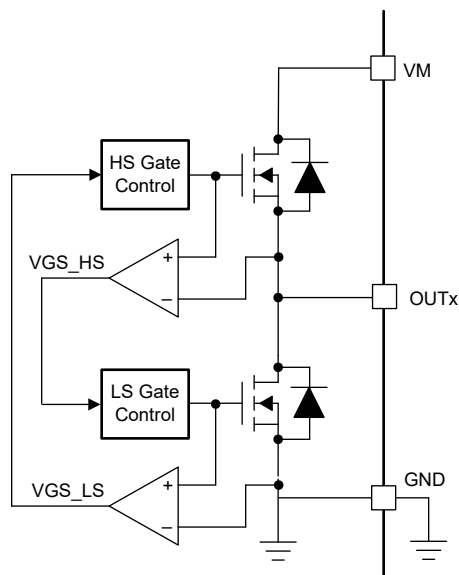 VM
HS Gate
Control
+
VGS_HS
−
OUTx
LS Gate
Control
GND
+
VGS_LS
−